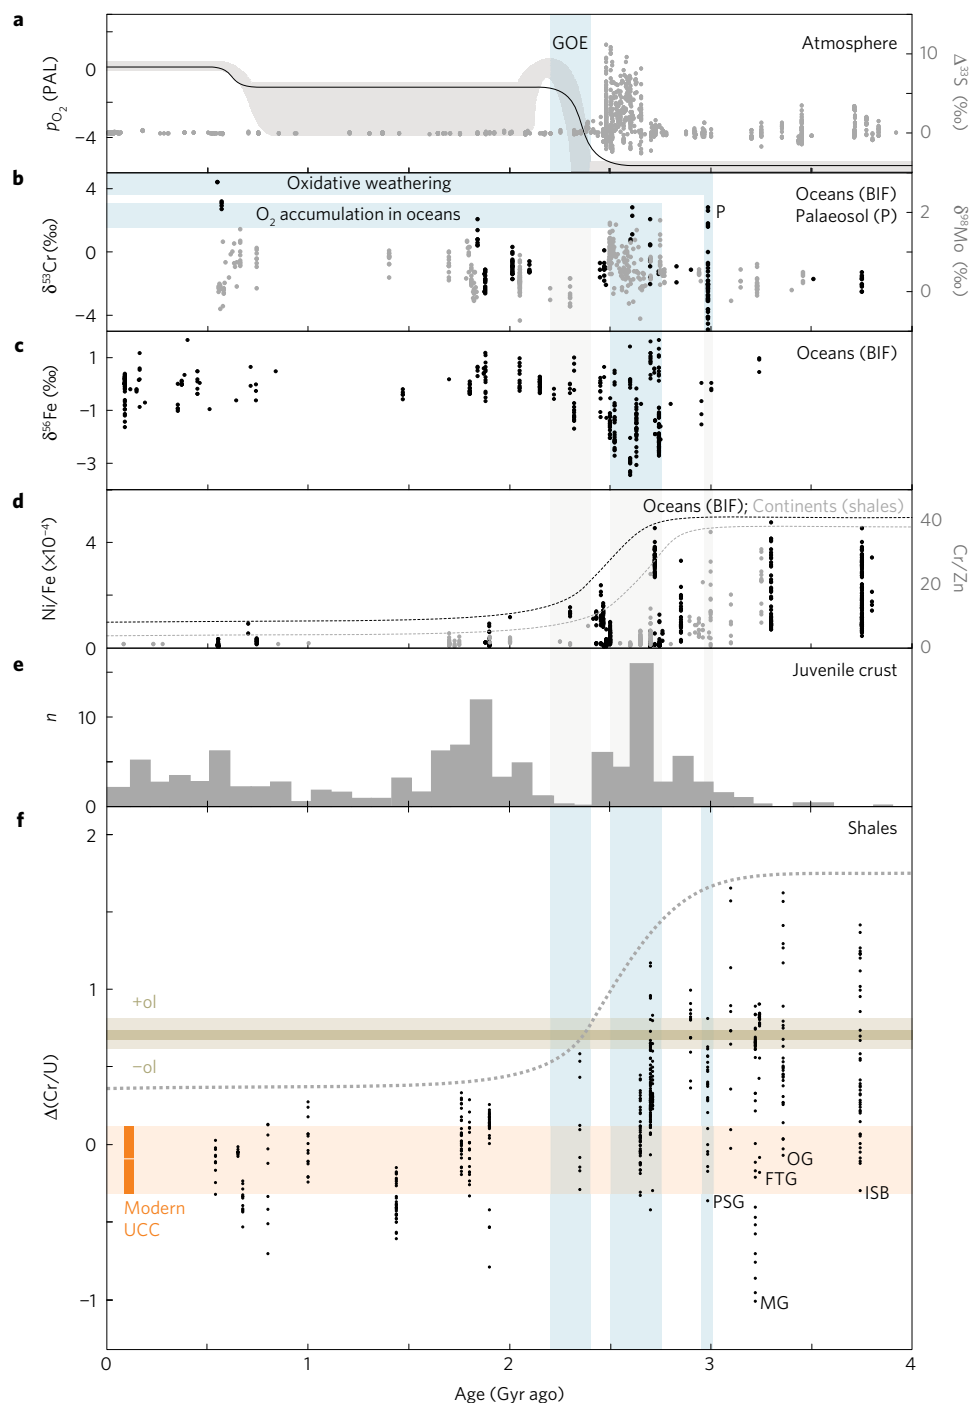 a
GOE
Atmosphere
pO2 (PAL)
0
−4
10
0
Δ33S (‰)
b
Oxidative weathering
O2 accumulation in oceans
Oceans (BIF)
Palaeosol (P)
P
δ53Cr (‰)
4
0
−4
2
0
δ98Mo (‰)
c
Oceans (BIF)
δ56Fe (‰)
1
−1
−3
d
Oceans (BIF); Continents (shales)
Ni/Fe (×10−4)
4
0
40
20
0
Cr/Zn
e
Juvenile crust
n
10
0
f
Shales
2
1
0
−1
Δ(Cr/U)
+ol
−ol
Modern
UCC
OG
FTG
PSG
ISB
MG
0 1 2 3 4
Age (Gyr ago)